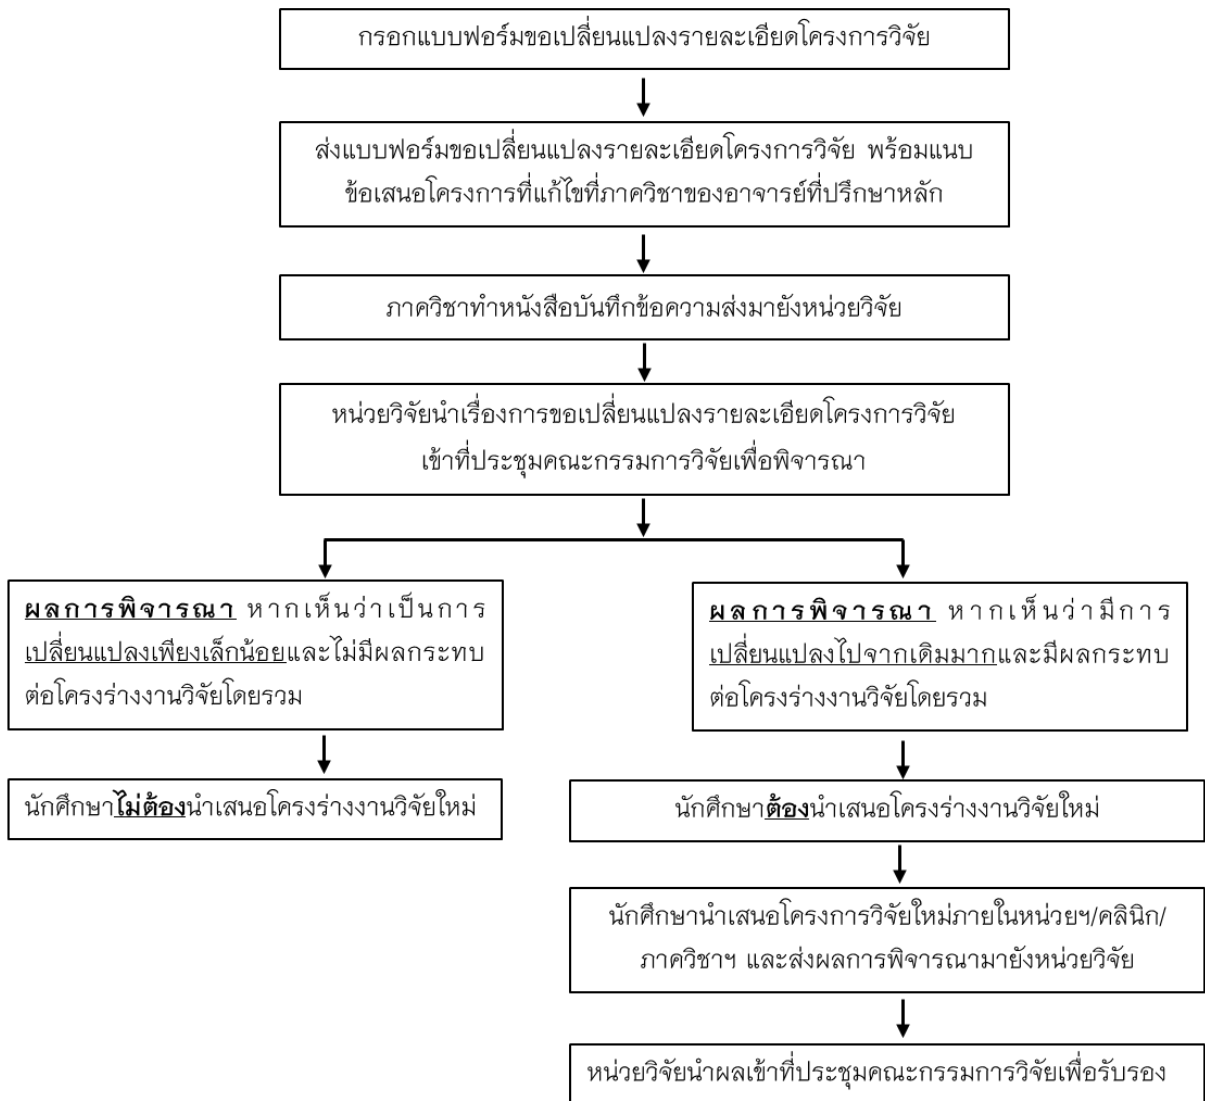 กรอกแบบฟอร์มขอเปลี่ยนแปลงรายละเอียดโครงการวิจัย
ส่งแบบฟอร์มขอเปลี่ยนแปลงรายละเอียดโครงการวิจัย พร้อมแนบ
ข้อเสนอโครงการที่แก้ไขที่ภาควิชาของอาจารย์ที่ปรึกษาหลัก
ภาควิชาทำหนังสือบันทึกข้อความส่งมายังหน่วยวิจัย
หน่วยวิจัยนำเรื่องการขอเปลี่ยนแปลงรายละเอียดโครงการวิจัย
เข้าที่ประชุมคณะกรรมการวิจัยเพื่อพิจารณา
ผลการพิจารณา หากเห็นว่าเป็นการ
เปลี่ยนแปลงเพียงเล็กน้อยและไม่มีผลกระทบ
ต่อโครงร่างงานวิจัยโดยรวม
นักศึกษาไม่ต้องนำเสนอโครงร่างงานวิจัยใหม่
ผลการพิจารณา หากเห็นว่ามีการ
เปลี่ยนแปลงไปจากเดิมมากและมีผลกระทบ
ต่อโครงร่างงานวิจัยโดยรวม
นักศึกษาต้องนำเสนอโครงร่างงานวิจัยใหม่
นักศึกษานำเสนอโครงการวิจัยใหม่ภายในหน่วยฯ/คลินิก/
ภาควิชาฯ และส่งผลการพิจารณามายังหน่วยวิจัย
หน่วยวิจัยนำผลเข้าที่ประชุมคณะกรรมการวิจัยเพื่อรับรอง